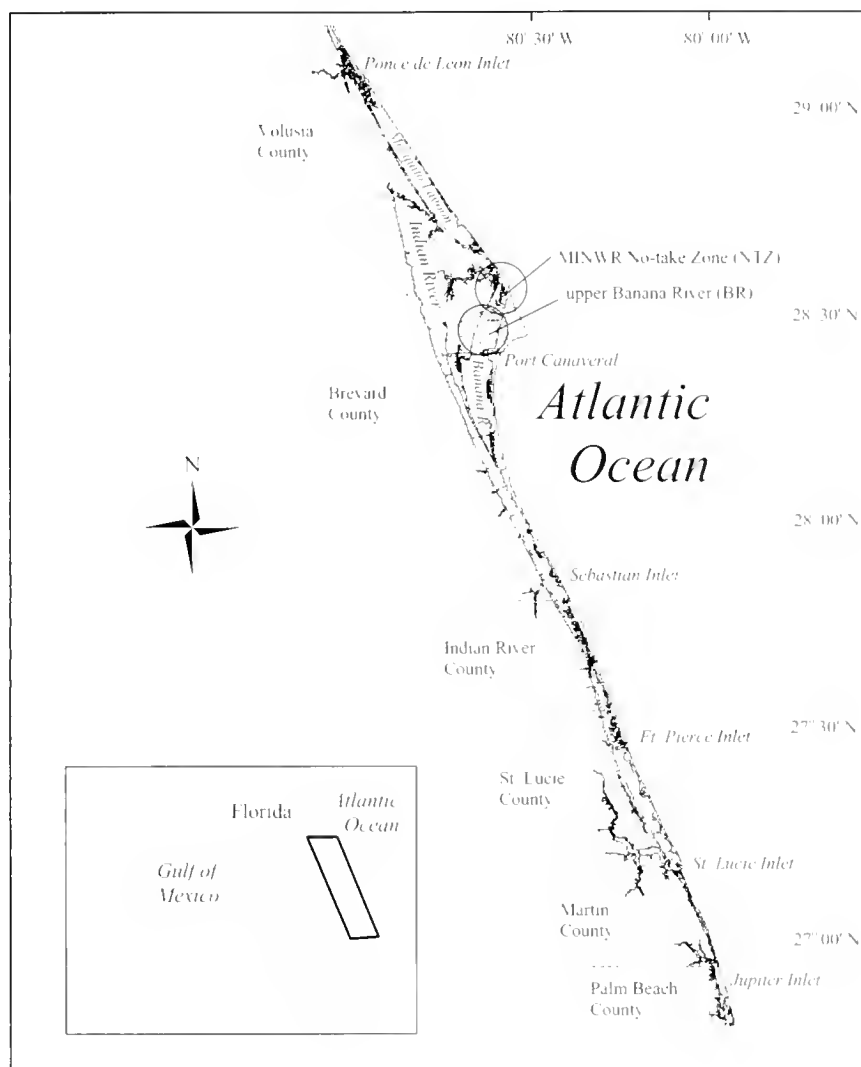 80°30' W
80°00' W
Ponce de Leon Inlet
29°00' N
Volusia
County
Lagoon
Indian River
MINWR No-take Zone (NTZ)
upper Banana River (BR)
28°30' N
Port Canaveral
Banana R.
Brevard
County
Atlantic
Ocean
N
28°00' N
Sebastian Inlet
Indian River
County
27°30' N
Ft. Pierce Inlet
St. Lucie
County
St. Lucie Inlet
Martin
County
27°00' N
Jupiter Inlet
Palm Beach
County
Florida
Atlantic
Ocean
Gulf of
Mexico